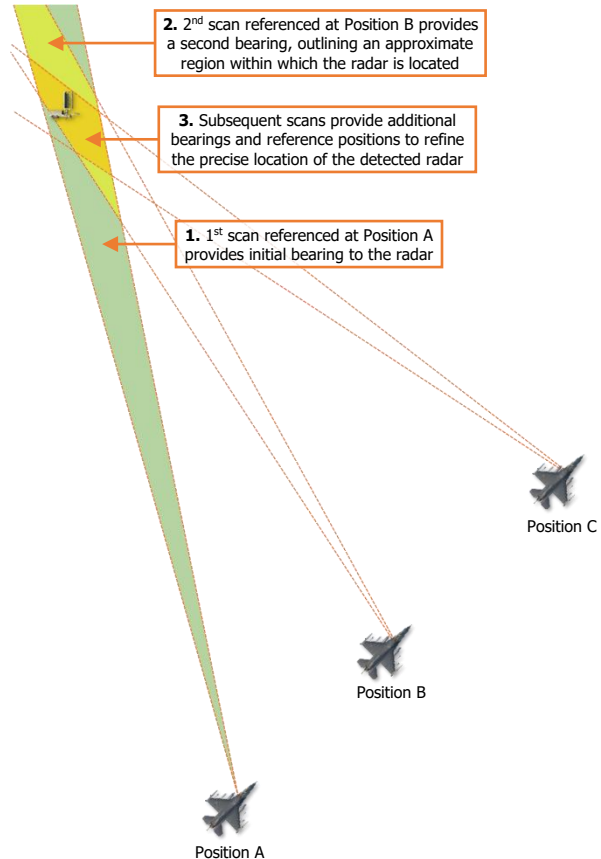 2. 2nd scan referenced at Position B provides
a second bearing, outlining an approximate
region within which the radar is located
3. Subsequent scans provide additional
bearings and reference positions to refine
the precise location of the detected radar
1. 1st scan referenced at Position A
provides initial bearing to the radar
Position C
Position B
Position A